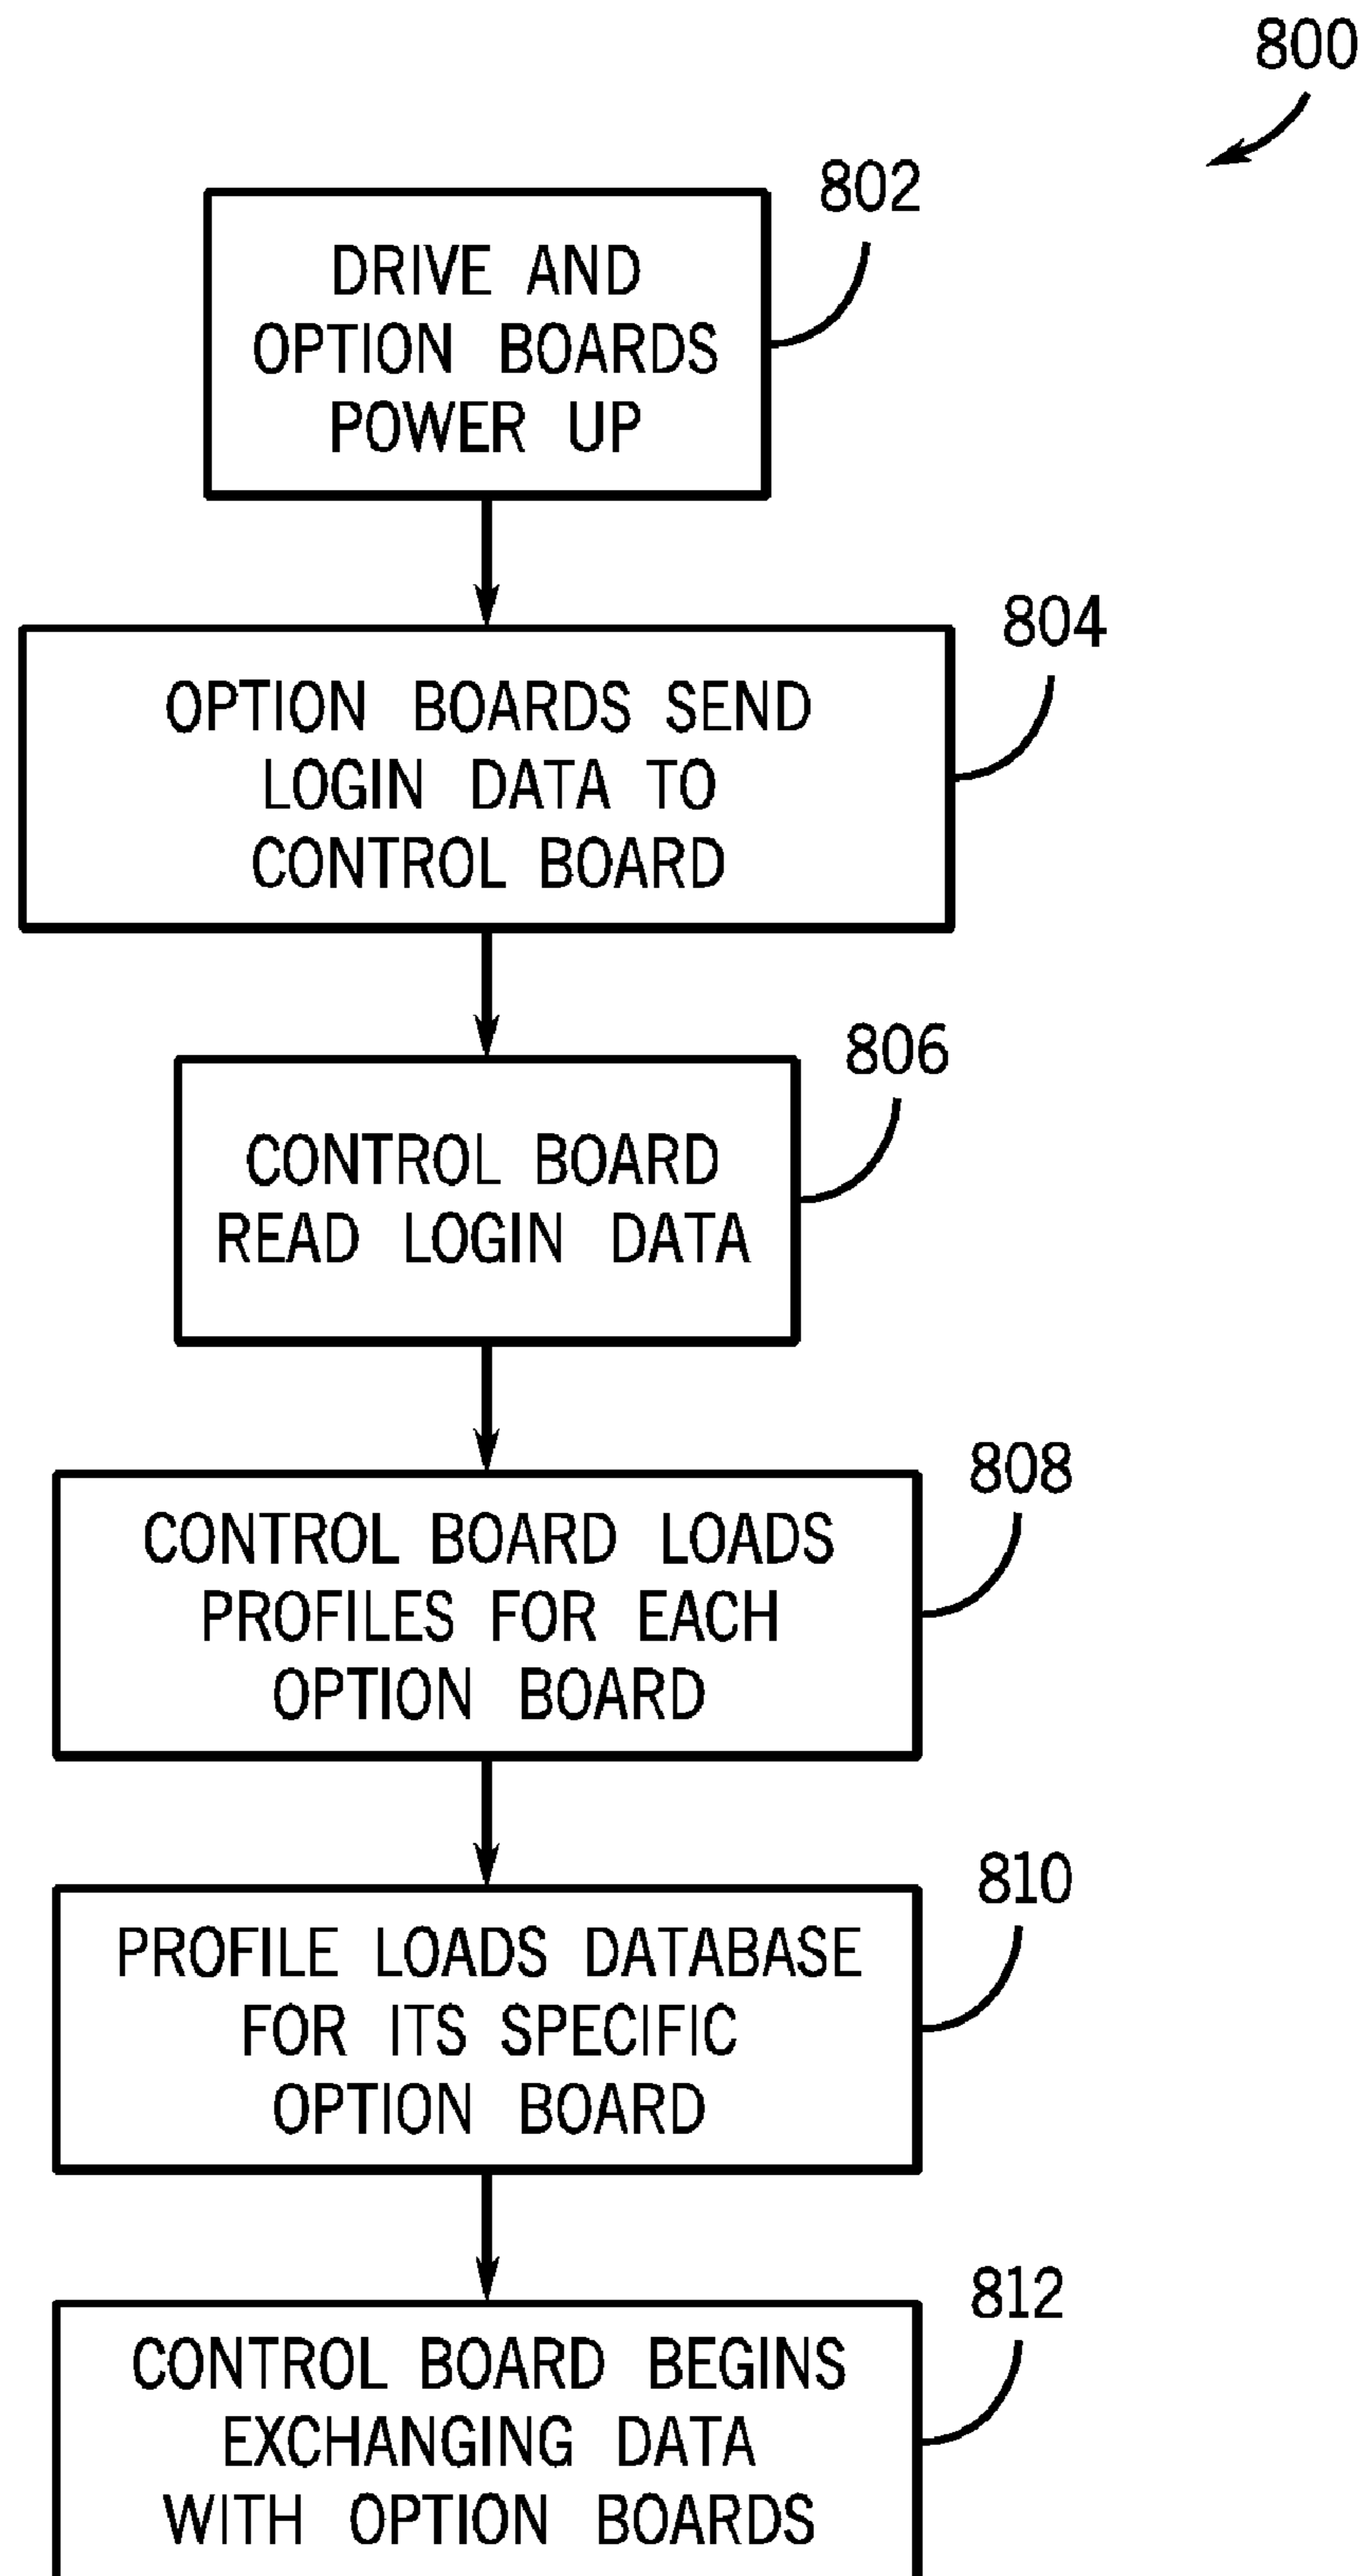 800
802
DRIVE AND
OPTION BOARDS
POWER UP
804
OPTION BOARDS SEND
LOGIN DATA TO
CONTROL BOARD
806
CONTROL BOARD
READ LOGIN DATA
808
CONTROL BOARD LOADS
PROFILES FOR EACH
OPTION BOARD
810
PROFILE LOADS DATABASE
FOR ITS SPECIFIC
OPTION BOARD
812
CONTROL BOARD BEGINS
EXCHANGING DATA
WITH OPTION BOARDS